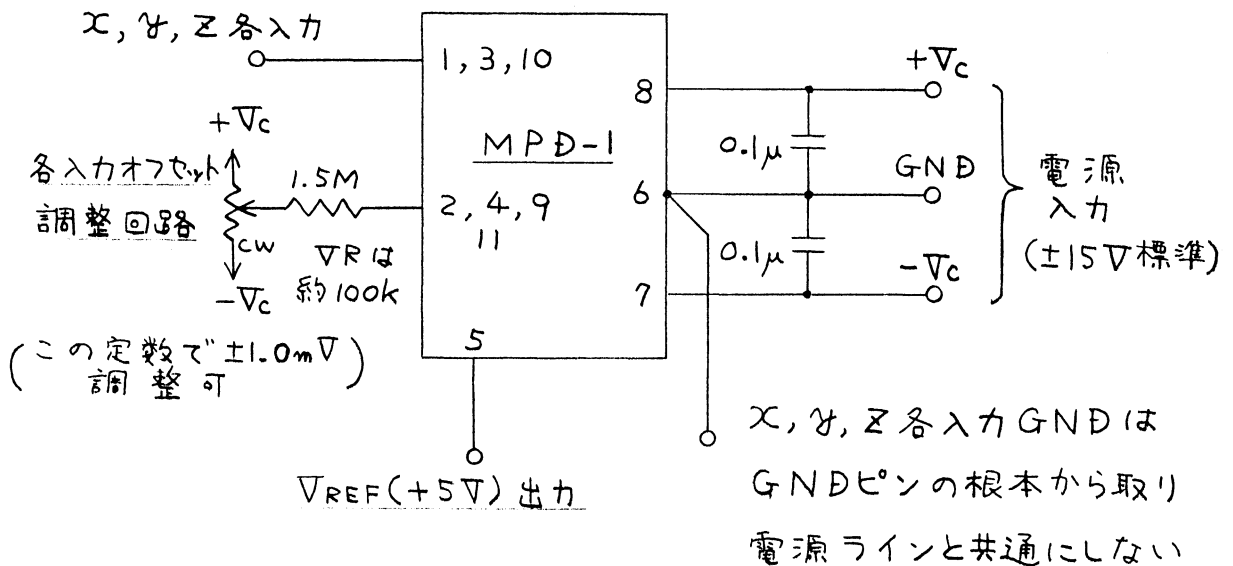 x, y, z 各入力
1, 3, 10
8
+Vc
+Vc
MPD-1
0.1μ
各入力オフセット
調整回路
1.5M
2, 4, 9
11
6
GND
電源
入力
(±15V標準)
CW
VRは
約100k
0.1μ
-Vc
-Vc
7
(この定数で±1.0mV
調整可)
5
VREF(+5V)出力
x, y, z各入力GNDは
GNDピンの根本から取り
電源ラインと共通にしない